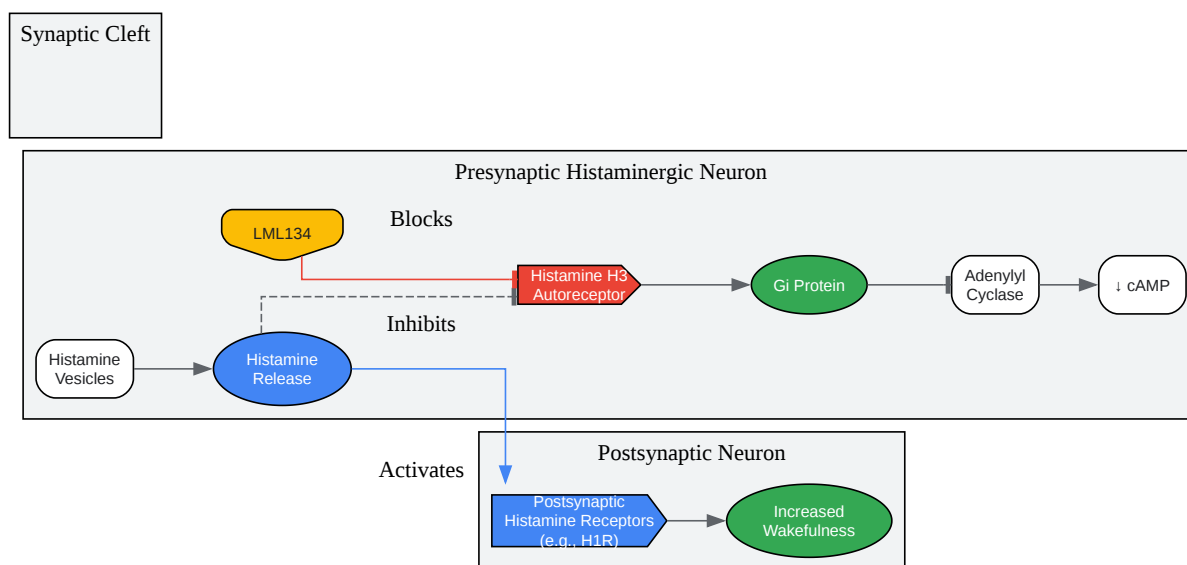 Synaptic Cleft
Presynaptic Histaminergic Neuron
LML134
Blocks
Histamine H3
Autoreceptor
Gi Protein
Adenylyl
Cyclase
↓ cAMP
Inhibits
Histamine
Vesicles
Histamine
Release
Activates
Postsynaptic Neuron
Postsynaptic
Histamine Receptors
(e.g., H1R)
Increased
Wakefulness